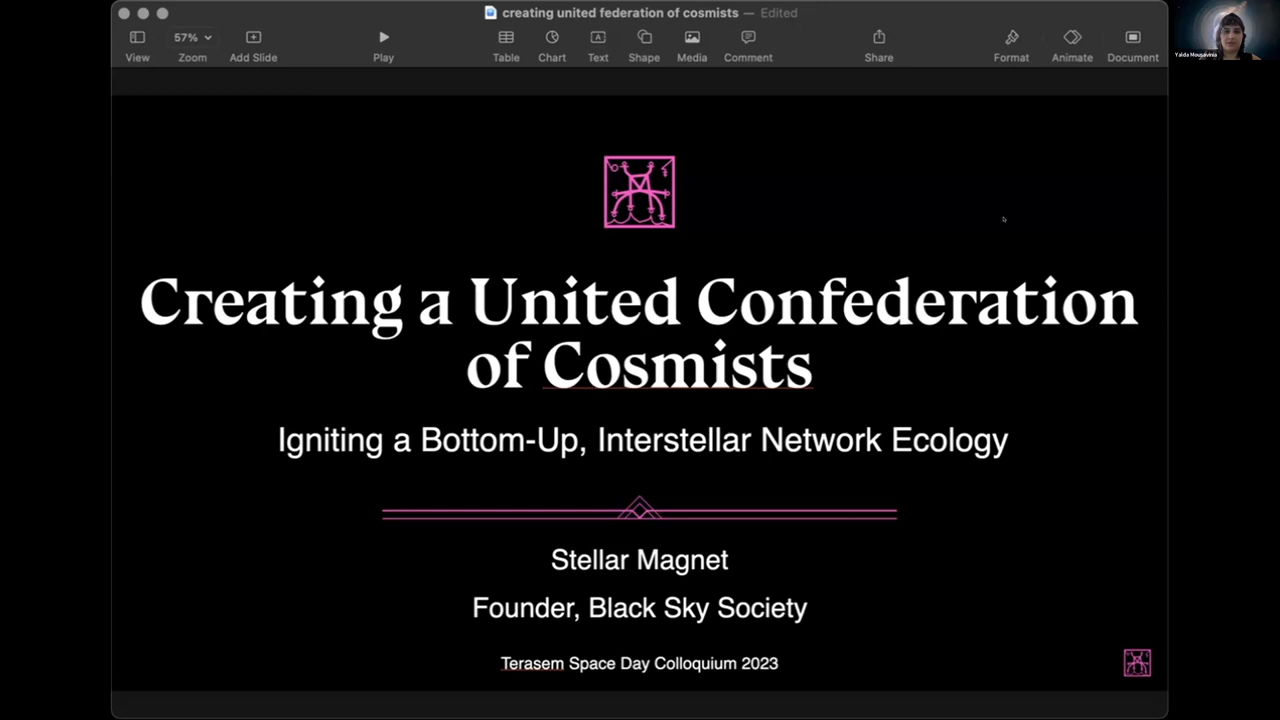 creating united federation of cosmists — Edited
57%
View
Zoom
Add Slide
Play
Table
Chart
Text
Shape
Media
Comment
Share
Format
Animate
Document
Yalda Mousavinia
Creating a United Confederation
of Cosmists
Igniting a Bottom-Up, Interstellar Network Ecology
Stellar Magnet
Founder, Black Sky Society
Terasem Space Day Colloquium 2023